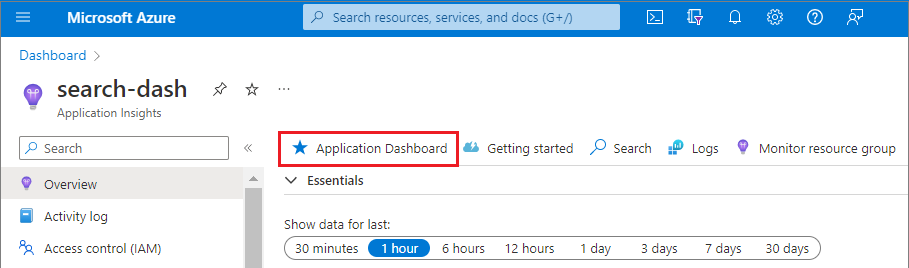 Microsoft Azure
Search resources, services, and docs (G+/)
Dashboard
search-dash
Application Insights
Search
Application Dashboard
Getting started
Search
Logs
Monitor resource group
Overview
Essentials
Activity log
Show data for last:
Access control (IAM)
30 minutes 1 hour 6 hours 12 hours 1 day 3 days 7 days 30 days